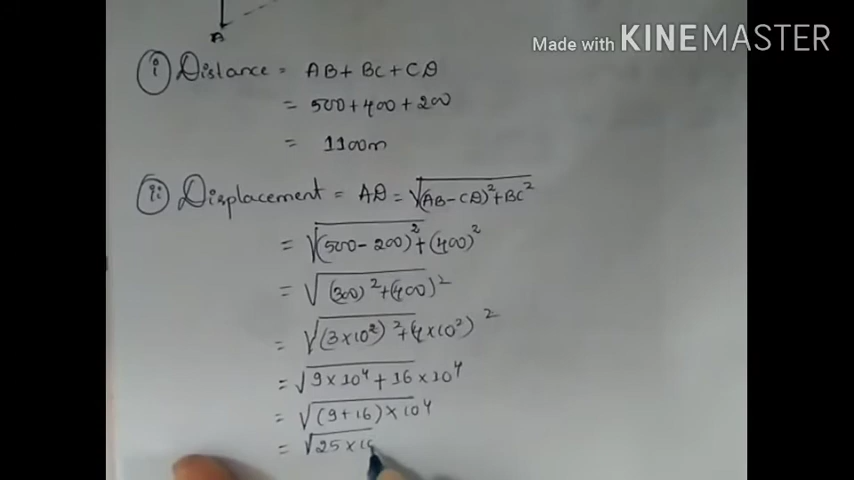 A
Made with KINEMASTER
(i) Distance = AB + BC + CD
= 500 + 400 + 200
= 1100m
(ii) Displacement = AD = √(AB - CD)² + BC²
= √(500 - 200)² + (400)²
= √(300)² + (400)²
= √(3 × 10²)² + (4 × 10²)²
= √9 × 10⁴ + 16 × 10⁴
= √(9 + 16) × 10⁴
= √25 × 10